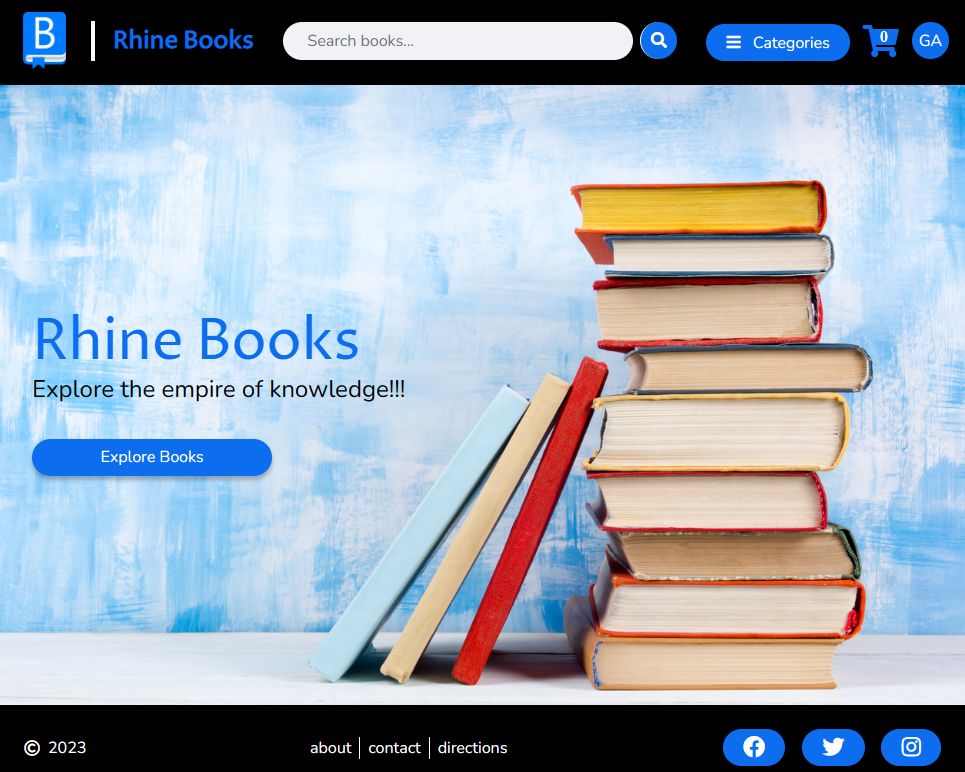 B
Rhine Books
Search books...
Categories
0
GA
Rhine Books
Explore the empire of knowledge!!!
Explore Books
© 2023
about
contact
directions